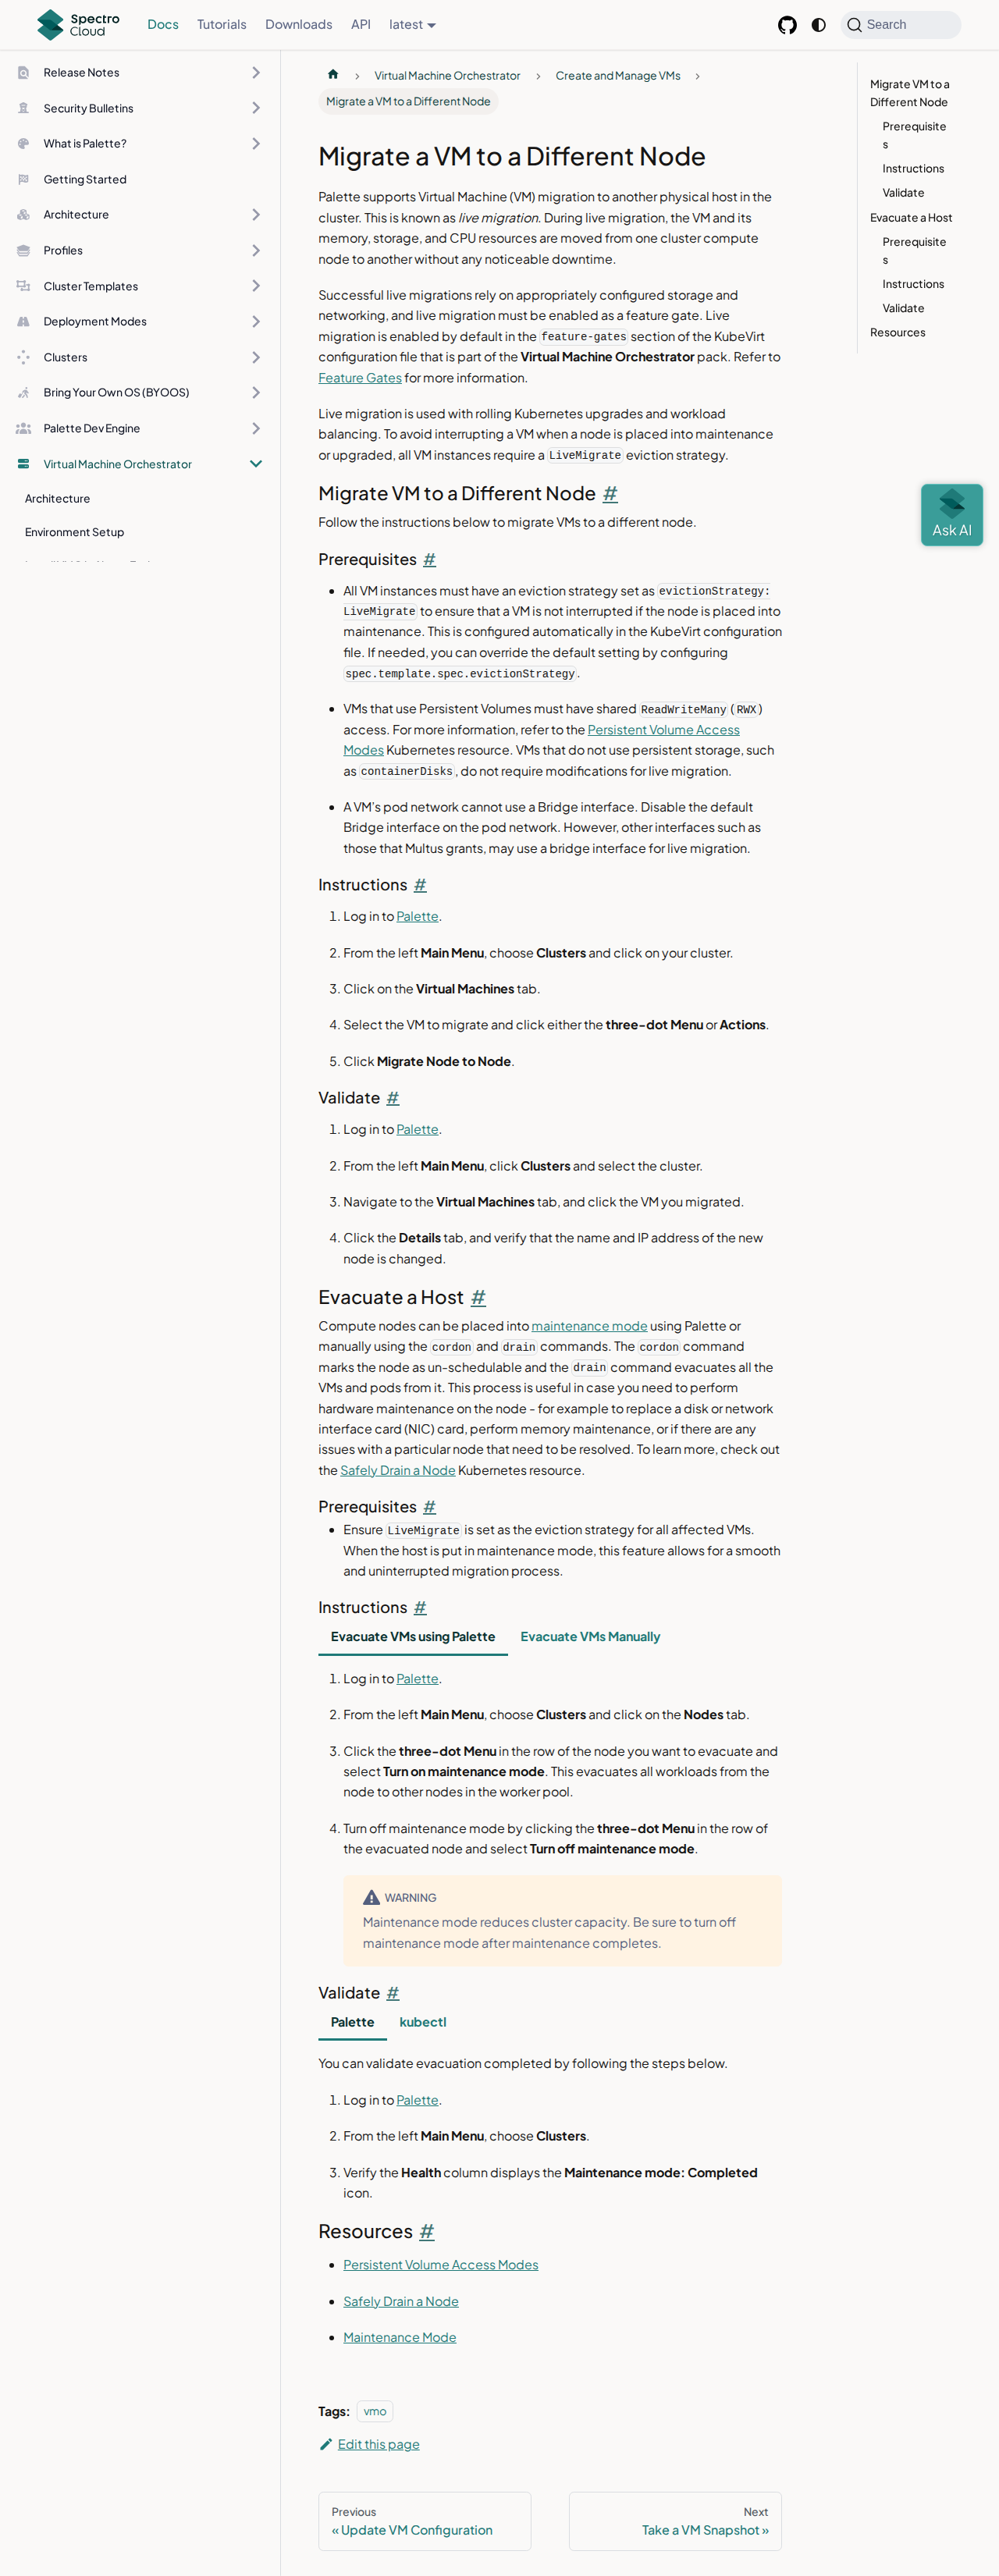 Spectro Cloud
Docs
Tutorials
Downloads
API
latest
Search
Release Notes
Security Bulletins
What is Palette?
Getting Started
Architecture
Profiles
Cluster Templates
Deployment Modes
Clusters
Bring Your Own OS (BYOOS)
Palette Dev Engine
Virtual Machine Orchestrator
Architecture
Environment Setup
Virtual Machine Orchestrator
Create and Manage VMs
Migrate a VM to a Different Node
Migrate a VM to a Different Node
Palette supports Virtual Machine (VM) migration to another physical host in the
cluster. This is known as live migration. During live migration, the VM and its
memory, storage, and CPU resources are moved from one cluster compute
node to another without any noticeable downtime.
Successful live migrations rely on appropriately configured storage and
networking, and live migration must be enabled as a feature gate. Live
migration is enabled by default in the feature-gates section of the KubeVirt
configuration file that is part of the Virtual Machine Orchestrator pack. Refer to
Feature Gates for more information.
Live migration is used with rolling Kubernetes upgrades and workload
balancing. To avoid interrupting a VM when a node is placed into maintenance
or upgraded, all VM instances require a LiveMigrate eviction strategy.
Migrate VM to a Different Node #
Follow the instructions below to migrate VMs to a different node.
Prerequisites #
• All VM instances must have an eviction strategy set as evictionStrategy:
LiveMigrate to ensure that a VM is not interrupted if the node is placed into
maintenance. This is configured automatically in the KubeVirt configuration
file. If needed, you can override the default setting by configuring
spec.template.spec.evictionStrategy.
• VMs that use Persistent Volumes must have shared ReadWriteMany (RWX)
access. For more information, refer to the Persistent Volume Access
Modes Kubernetes resource. VMs that do not use persistent storage, such
as containerDisks, do not require modifications for live migration.
• A VM's pod network cannot use a Bridge interface. Disable the default
Bridge interface on the pod network. However, other interfaces such as
those that Multus grants, may use a bridge interface for live migration.
Instructions #
1. Log in to Palette.
2. From the left Main Menu, choose Clusters and click on your cluster.
3. Click on the Virtual Machines tab.
4. Select the VM to migrate and click either the three-dot Menu or Actions.
5. Click Migrate Node to Node.
Validate #
1. Log in to Palette.
2. From the left Main Menu, click Clusters and select the cluster.
3. Navigate to the Virtual Machines tab, and click the VM you migrated.
4. Click the Details tab, and verify that the name and IP address of the new
node is changed.
Evacuate a Host #
Compute nodes can be placed into maintenance mode using Palette or
manually using the cordon and drain commands. The cordon command
marks the node as un-schedulable and the drain command evacuates all the
VMs and pods from it. This process is useful in case you need to perform
hardware maintenance on the node - for example to replace a disk or network
interface card (NIC) card, perform memory maintenance, or if there are any
issues with a particular node that need to be resolved. To learn more, check out
the Safely Drain a Node Kubernetes resource.
Prerequisites #
• Ensure LiveMigrate is set as the eviction strategy for all affected VMs.
When the host is put in maintenance mode, this feature allows for a smooth
and uninterrupted migration process.
Instructions #
Evacuate VMs using Palette
Evacuate VMs Manually
1. Log in to Palette.
2. From the left Main Menu, choose Clusters and click on the Nodes tab.
3. Click the three-dot Menu in the row of the node you want to evacuate and
select Turn on maintenance mode. This evacuates all workloads from the
node to other nodes in the worker pool.
4. Turn off maintenance mode by clicking the three-dot Menu in the row of
the evacuated node and select Turn off maintenance mode.
WARNING
Maintenance mode reduces cluster capacity. Be sure to turn off
maintenance mode after maintenance completes.
Validate #
Palette
kubectl
You can validate evacuation completed by following the steps below.
1. Log in to Palette.
2. From the left Main Menu, choose Clusters.
3. Verify the Health column displays the Maintenance mode: Completed
icon.
Resources #
• Persistent Volume Access Modes
• Safely Drain a Node
• Maintenance Mode
Tags: vmo
Edit this page
Previous
« Update VM Configuration
Next
Take a VM Snapshot »
Migrate VM to a
Different Node
Prerequisite
s
Instructions
Validate
Evacuate a Host
Prerequisite
s
Instructions
Validate
Resources
Ask AI